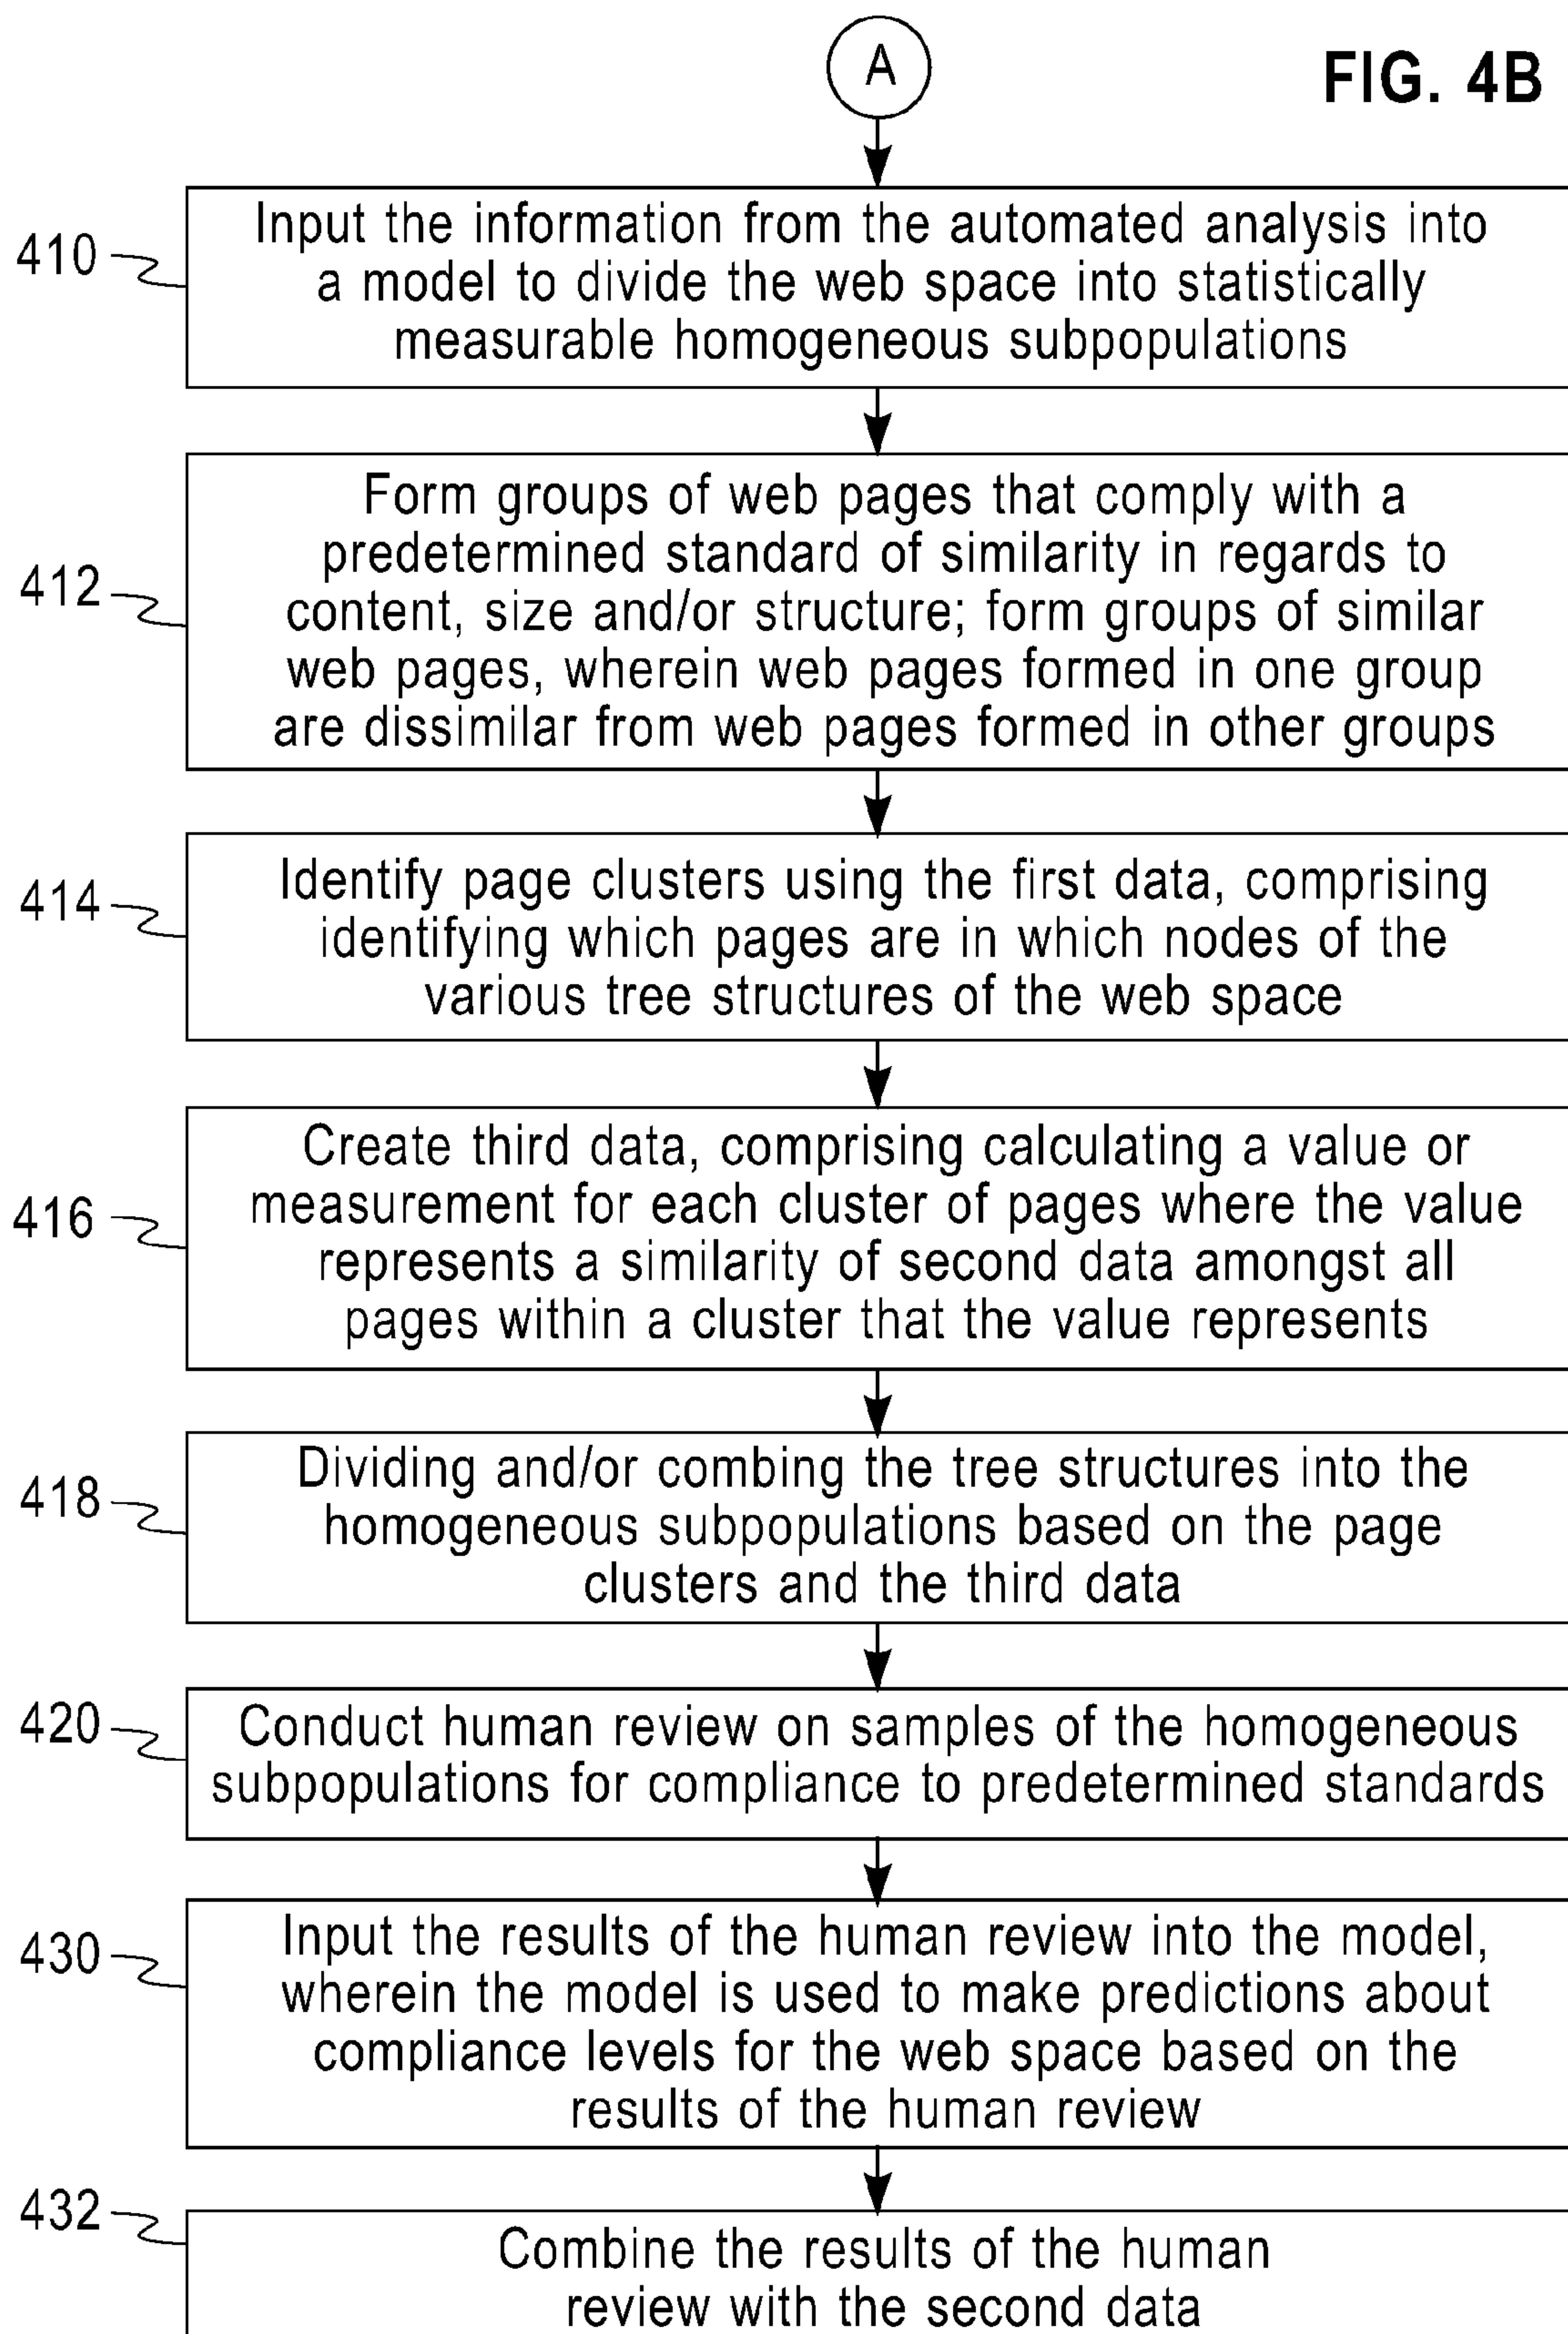 A
FIG. 4B
410
Input the information from the automated analysis into
a model to divide the web space into statistically
measurable homogeneous subpopulations
412
Form groups of web pages that comply with a
predetermined standard of similarity in regards to
content, size and/or structure; form groups of similar
web pages, wherein web pages formed in one group
are dissimilar from web pages formed in other groups
414
Identify page clusters using the first data, comprising
identifying which pages are in which nodes of the
various tree structures of the web space
416
Create third data, comprising calculating a value or
measurement for each cluster of pages where the value
represents a similarity of second data amongst all
pages within a cluster that the value represents
418
Dividing and/or combing the tree structures into the
homogeneous subpopulations based on the page
clusters and the third data
420
Conduct human review on samples of the homogeneous
subpopulations for compliance to predetermined standards
430
Input the results of the human review into the model,
wherein the model is used to make predictions about
compliance levels for the web space based on the
results of the human review
432
Combine the results of the human
review with the second data